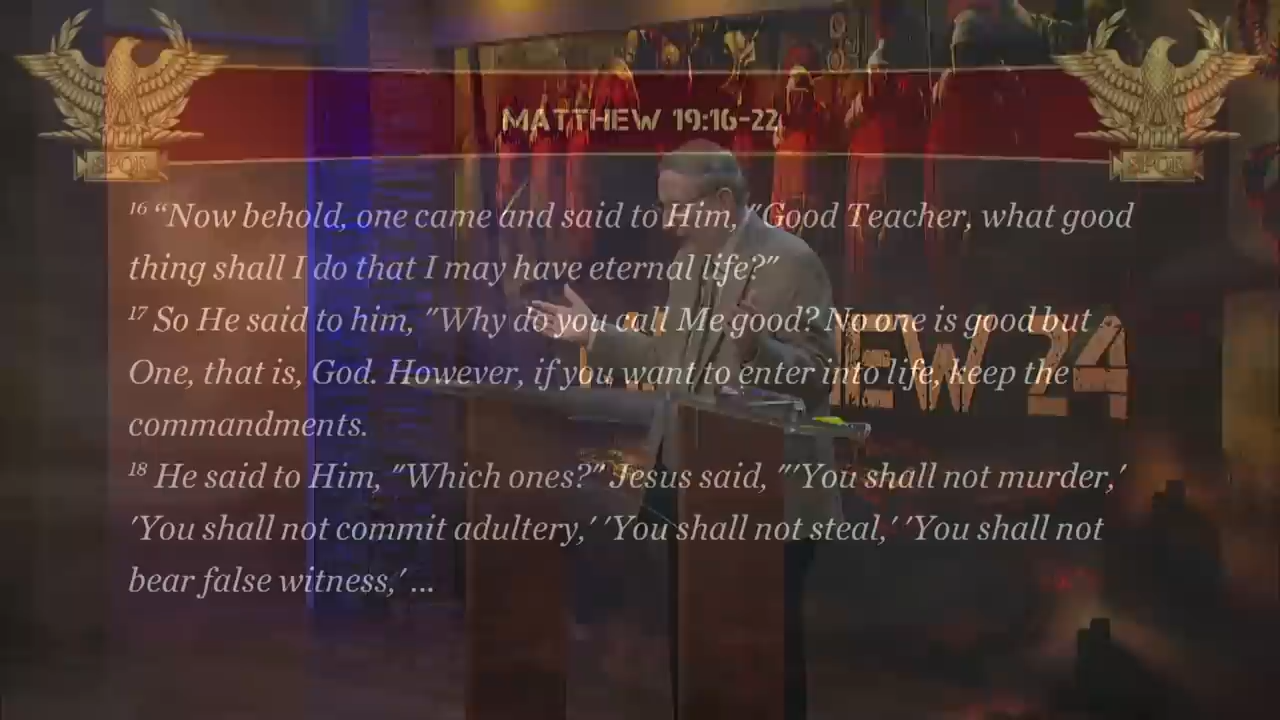 MATTHEW 19:16-22
SPQR
SPQR
16 “Now behold, one came and said to Him, "Good Teacher, what good
thing shall I do that I may have eternal life?"
17 So He said to him, "Why do you call Me good? No one is good but
One, that is, God. However, if you want to enter into life, keep the
commandments.
18 He said to Him, "Which ones?" Jesus said, "'You shall not murder,'
'You shall not commit adultery,' 'You shall not steal,' 'You shall not
bear false witness,' ...
EW 24